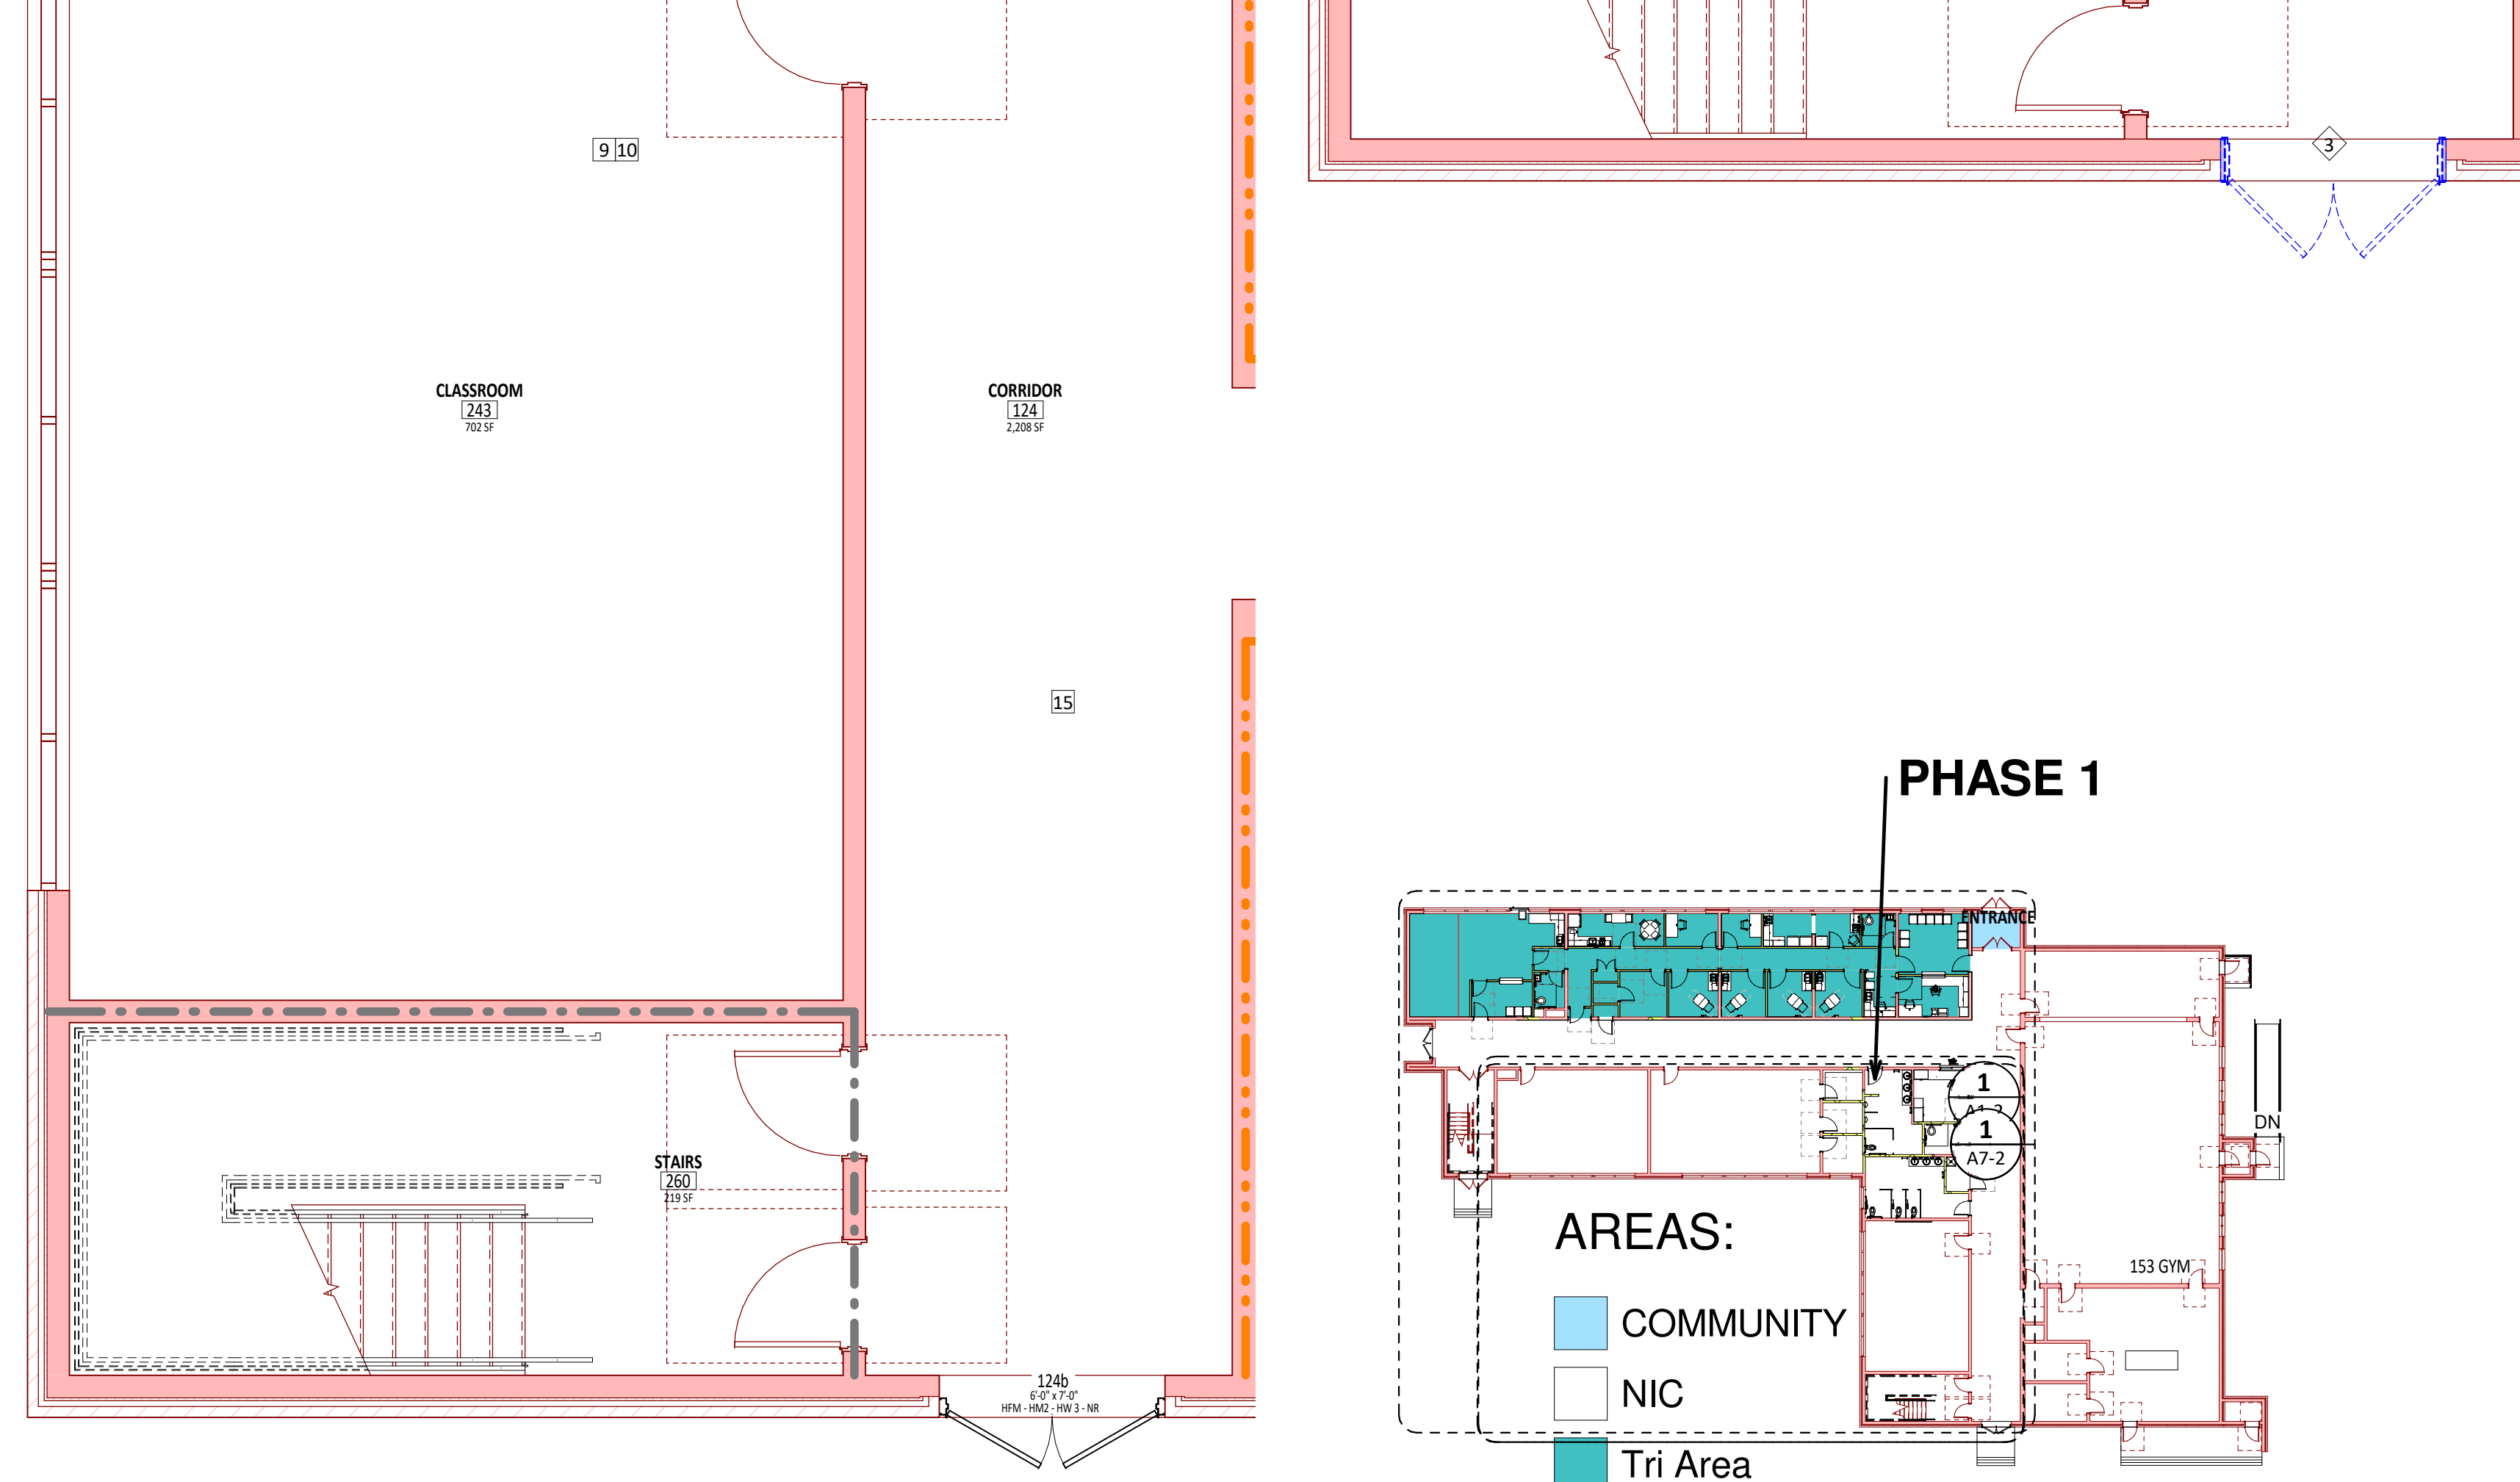 9 10
3
CLASSROOM
243
702 SF
CORRIDOR
124
2,208 SF
15
PHASE 1
ENTRANCE
1
A1-2
1
A7-2
DN
STAIRS
260
219 SF
153 GYM
AREAS:
COMMUNITY
NIC
Tri Area
124b
6'-0" x 7'-0"
HFM - HM2 - HW 3 - NR